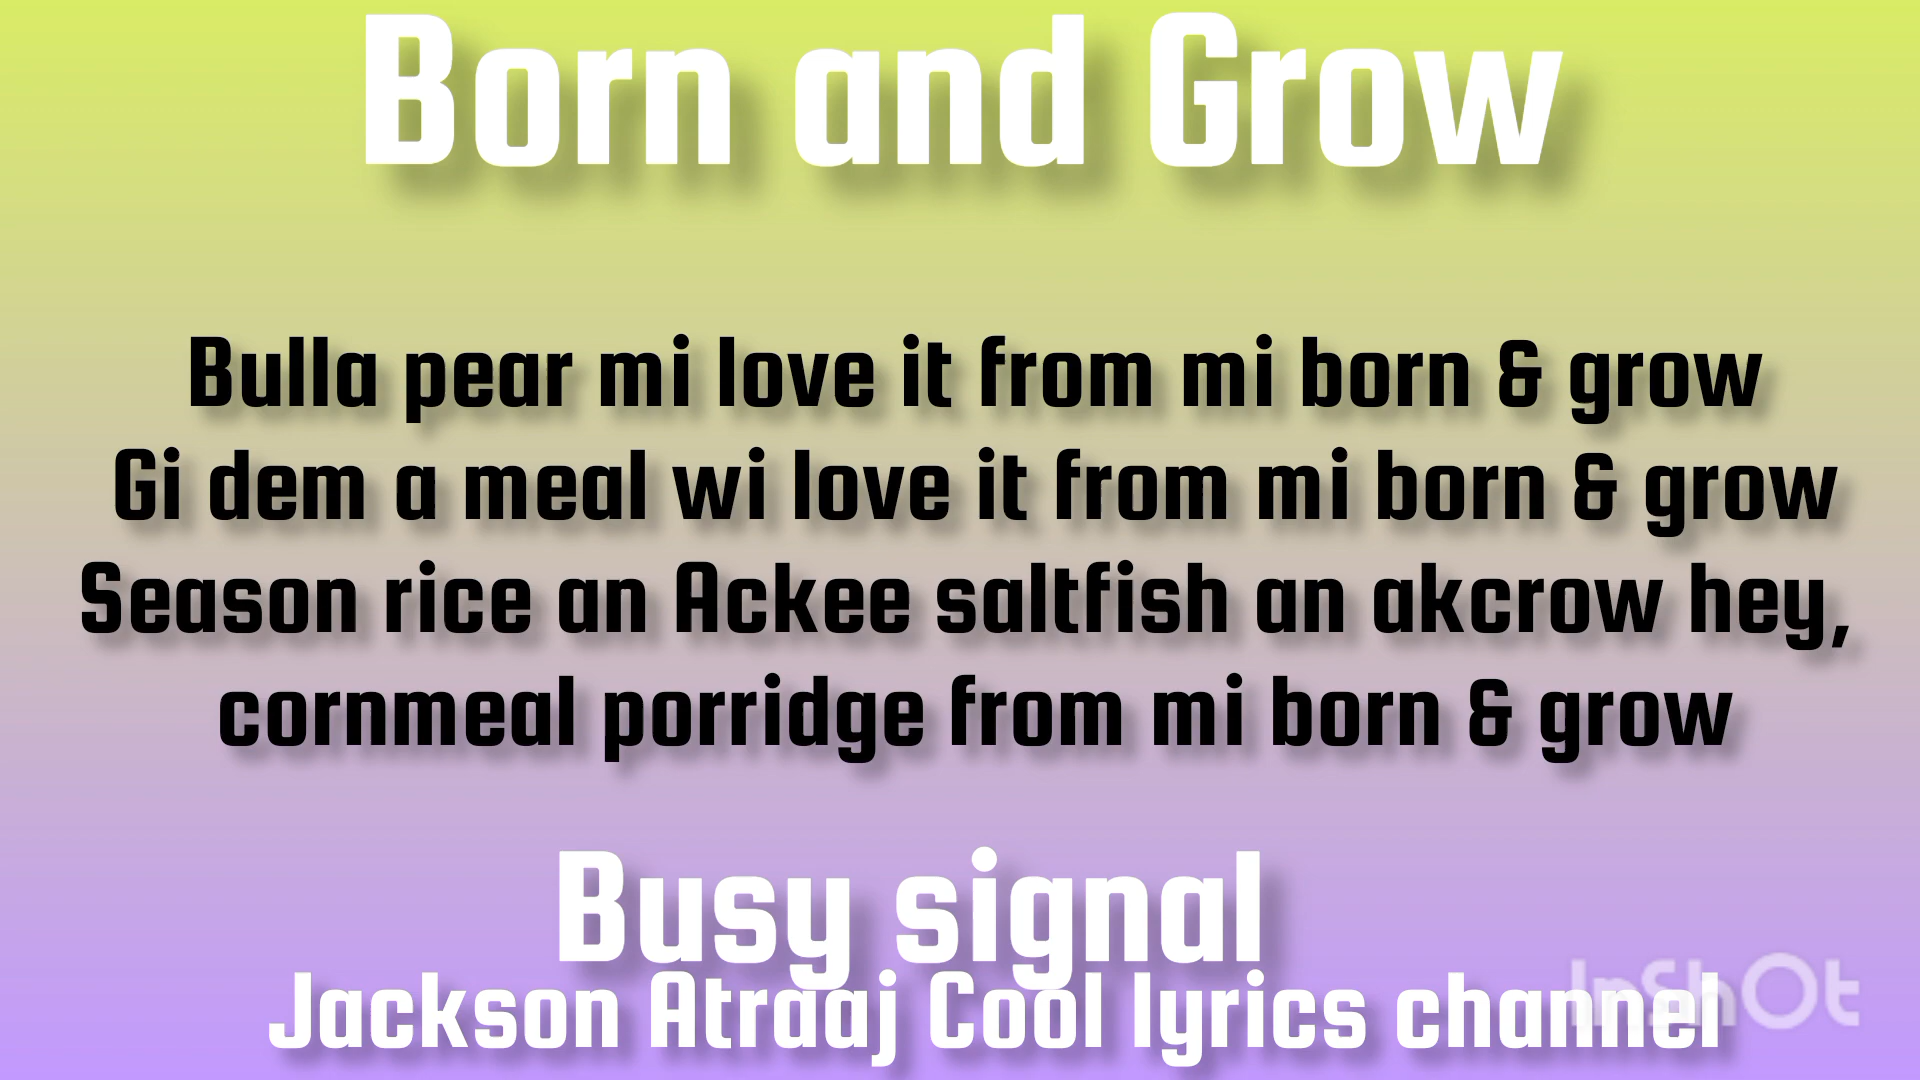 Born and Grow
Bulla pear mi love it from mi born & grow
Gi dem a meal wi love it from mi born & grow
Season rice an Ackee saltfish an akcrow hey,
cornmeal porridge from mi born & grow
Busy signal
Jackson Atraaj Cool lyrics channel
InShOt